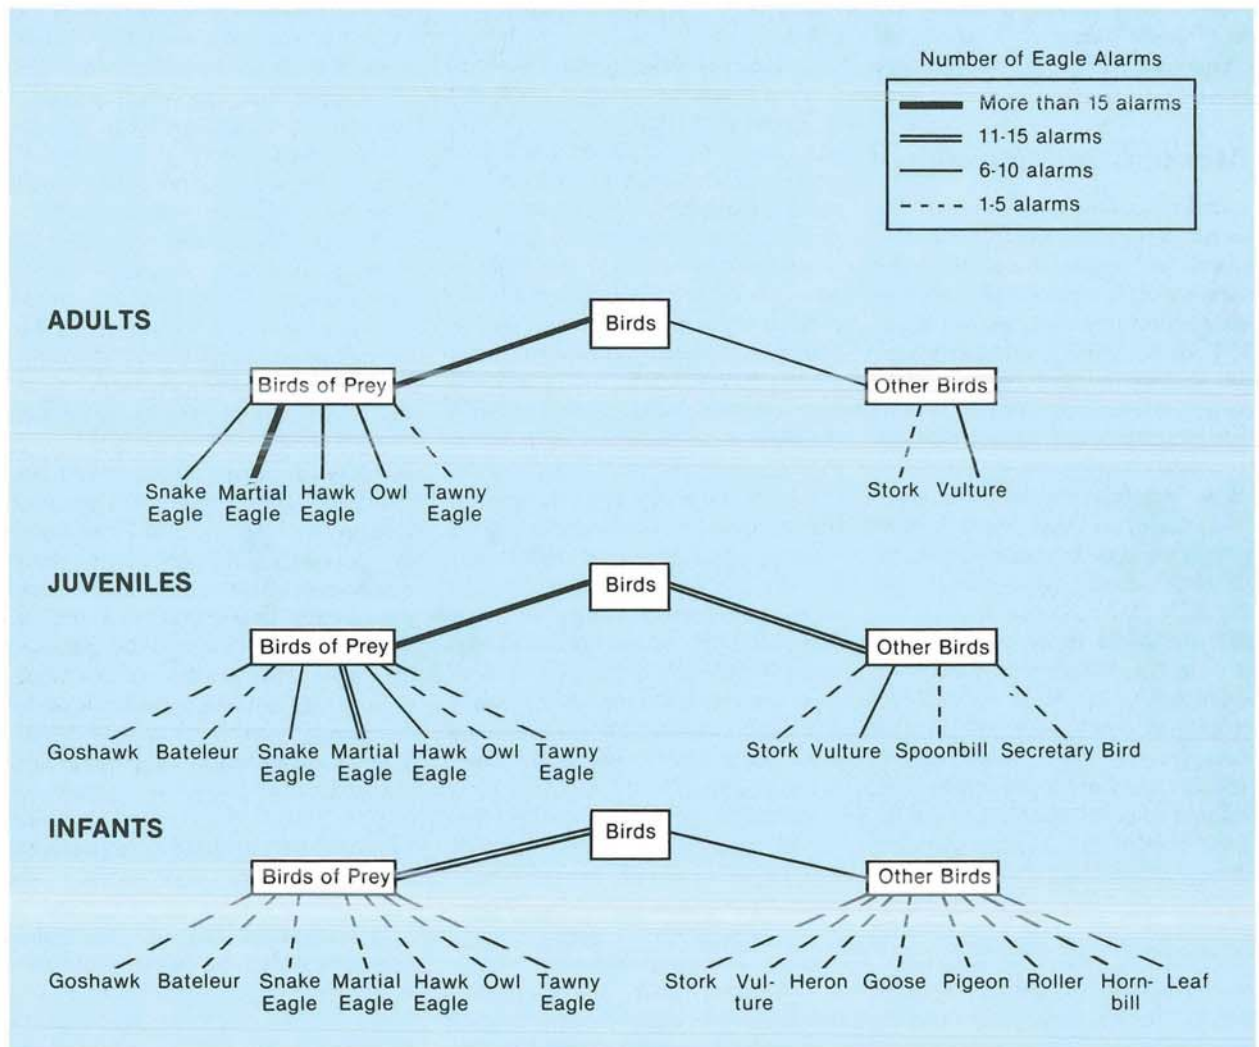 Number of Eagle Alarms
More than 15 alarms
11-15 alarms
6-10 alarms
1-5 alarms
ADULTS
Birds
Birds of Prey
Other Birds
Snake Eagle
Martial Eagle
Hawk Eagle
Owl
Tawny Eagle
Stork
Vulture
JUVENILES
Birds
Birds of Prey
Other Birds
Goshawk
Bateleur
Snake Eagle
Martial Eagle
Hawk Eagle
Owl
Tawny Eagle
Stork
Vulture
Spoonbill
Secretary Bird
INFANTS
Birds
Birds of Prey
Other Birds
Goshawk
Bateleur
Snake Eagle
Martial Eagle
Hawk Eagle
Owl
Tawny Eagle
Stork
Vul-
ture
Heron
Goose
Pigeon
Roller
Horn-
bill
Leaf